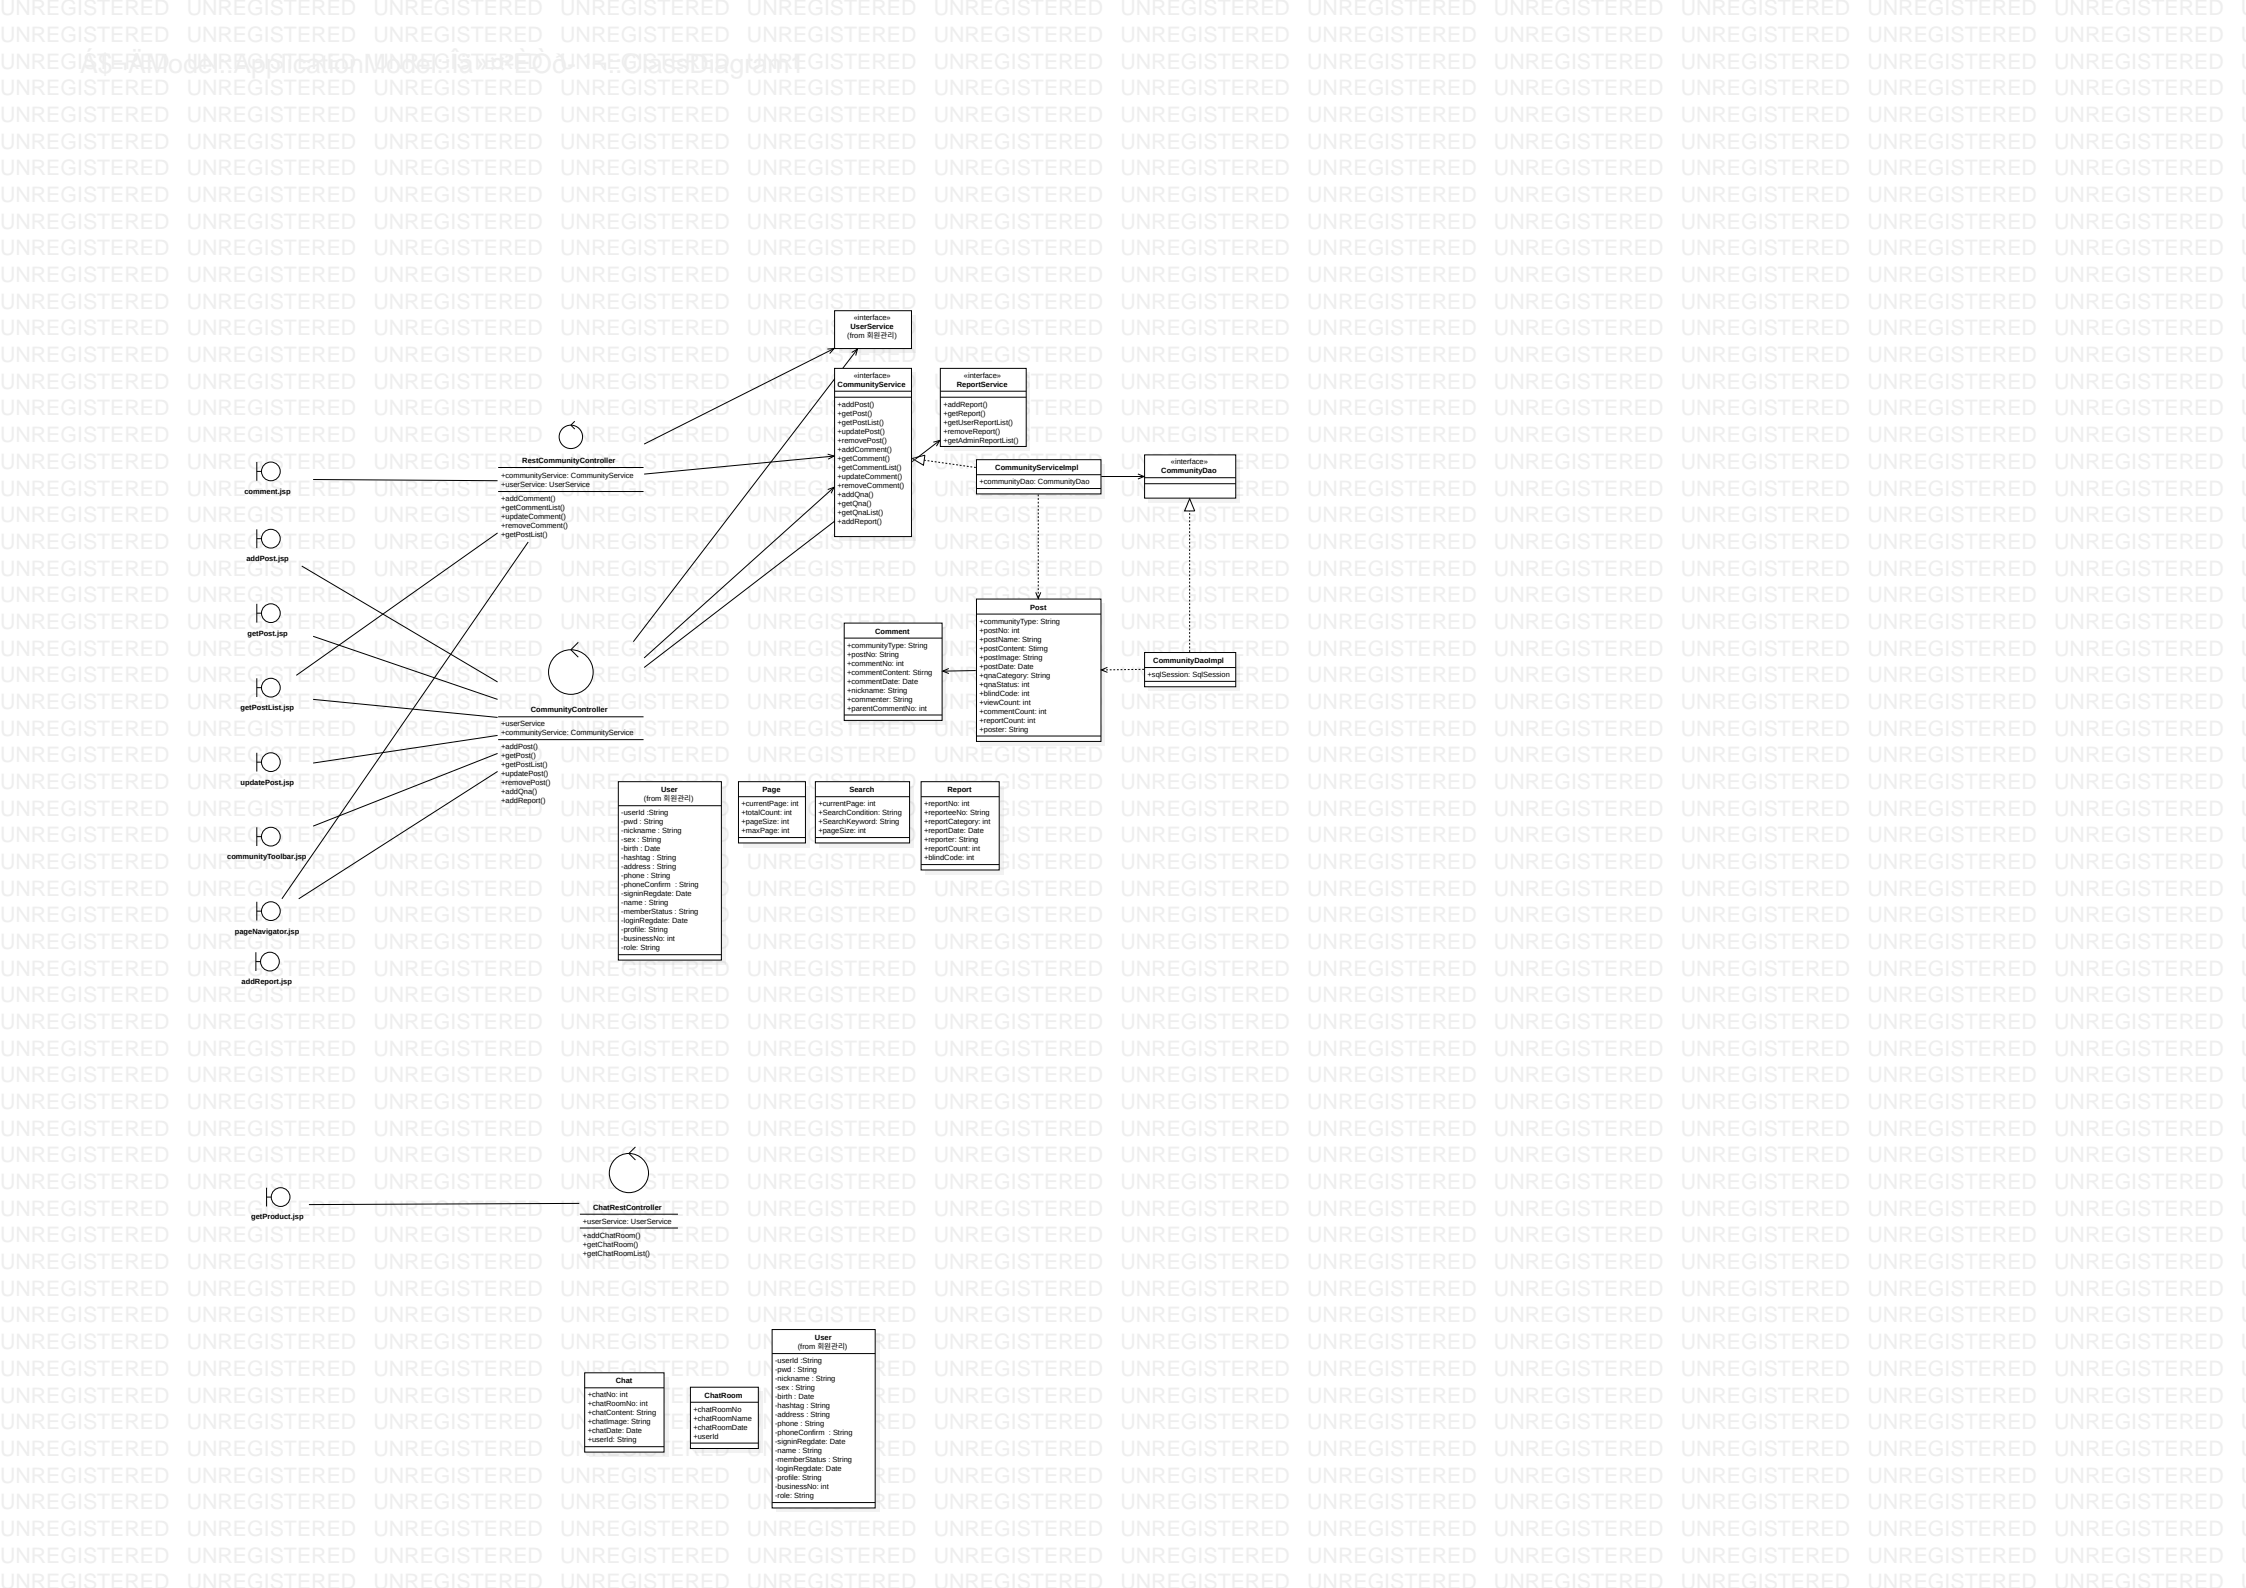 «interface»
UserService
(from 회원관리)
«interface»
CommunityService
+addPost()
+getPost()
+getPostList()
+updatePost()
+removePost()
+addComment()
+getComment()
+getCommentList()
+updateComment()
+removeComment()
+addQna()
+getQna()
+getQnaList()
+addReport()
«interface»
ReportService
+addReport()
+getReport()
+getUserReportList()
+removeReport()
+getAdminReportList()
RestCommunityController
+communityService: CommunityService
+userService: UserService
+addComment()
+getCommentList()
+updateComment()
+removeComment()
+getPostList()
CommunityServiceImpl
+communityDao: CommunityDao
«interface»
CommunityDao
comment.jsp
addPost.jsp
getPost.jsp
getPostList.jsp
updatePost.jsp
communityToolbar.jsp
pageNavigator.jsp
addReport.jsp
CommunityController
+userService
+communityService: CommunityService
+addPost()
+getPost()
+getPostList()
+updatePost()
+removePost()
+addQna()
+addReport()
Comment
+communityType: String
+postNo: String
+commentNo: int
+commentContent: Stirng
+commentDate: Date
+nickname: String
+commenter: String
+parentCommentNo: int
Post
+communityType: String
+postNo: int
+postName: String
+postContent: Stirng
+postImage: String
+postDate: Date
+qnaCategory: String
+qnaStatus: int
+blindCode: int
+viewCount: int
+commentCount: int
+reportCount: int
+poster: String
CommunityDaoImpl
+sqlSession: SqlSession
User
(from 회원관리)
-userId :String
-pwd : String
-nickname : String
-sex : String
-birth : Date
-hashtag : String
-address : String
-phone : String
-phoneConfirm : String
-signinRegdate: Date
-name : String
-memberStatus : String
-loginRegdate: Date
-profile: String
-businessNo: int
-role: String
Page
+currentPage: int
+totalCount: int
+pageSize: int
+maxPage: int
Search
+currentPage: int
+SearchCondition: String
+SearchKeyword: String
+pageSize: int
Report
+reportNo: int
+reporteeNo: String
+reportCategory: int
+reportDate: Date
+reporter: String
+reportCount: int
+blindCode: int
getProduct.jsp
ChatRestController
+userService: UserService
+addChatRoom()
+getChatRoom()
+getChatRoomList()
Chat
+chatNo: int
+chatRoomNo: int
+chatContent: String
+chatImage: String
+chatDate: Date
+userId: String
ChatRoom
+chatRoomNo
+chatRoomName
+chatRoomDate
+userId
User
(from 회원관리)
-userId :String
-pwd : String
-nickname : String
-sex : String
-birth : Date
-hashtag : String
-address : String
-phone : String
-phoneConfirm : String
-signinRegdate: Date
-name : String
-memberStatus : String
-loginRegdate: Date
-profile: String
-businessNo: int
-role: String
UNREGISTERED